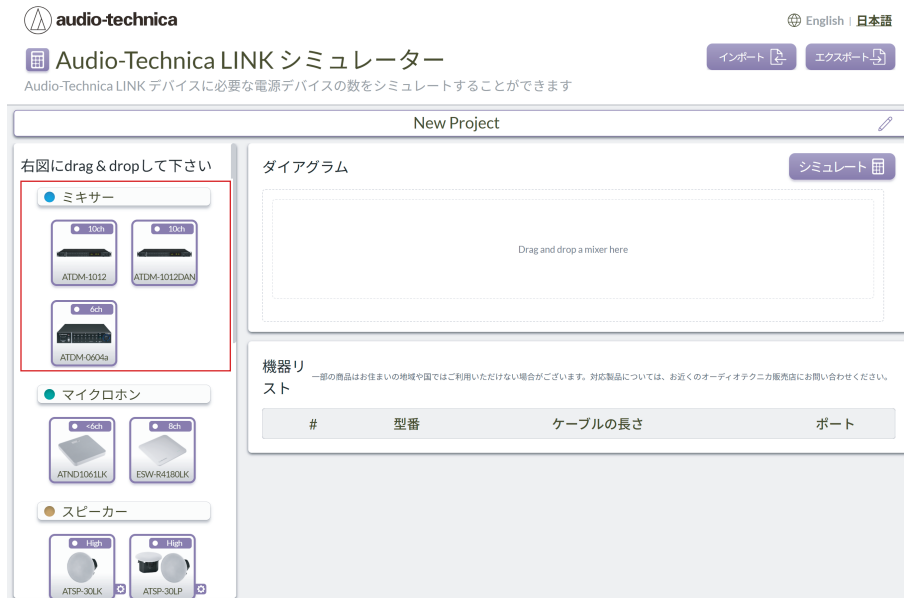 audio-technica
English | 日本語
Audio-Technica LINK シミュレーター
インポート
エクスポート
Audio-Technica LINK デバイスに必要な電源デバイスの数をシミュレートすることができます
New Project
右図にdrag & dropして下さい
ミキサー
10ch
10ch
ATDM-1012
ATDM-1012DAN
6ch
ATDM-0604a
マイクロホン
<6ch
8ch
ATND1061LK
ESW-R4180LK
スピーカー
High
High
ATSP-30LK
ATSP-30LP
ダイアグラム
シミュレート
Drag and drop a mixer here
機器リスト
一部の商品はお住まいの地域や国ではご利用いただけない場合がございます。対応製品については、お近くのオーディオテクニカ販売店にお問い合わせください。
# 型番 ケーブルの長さ ポート